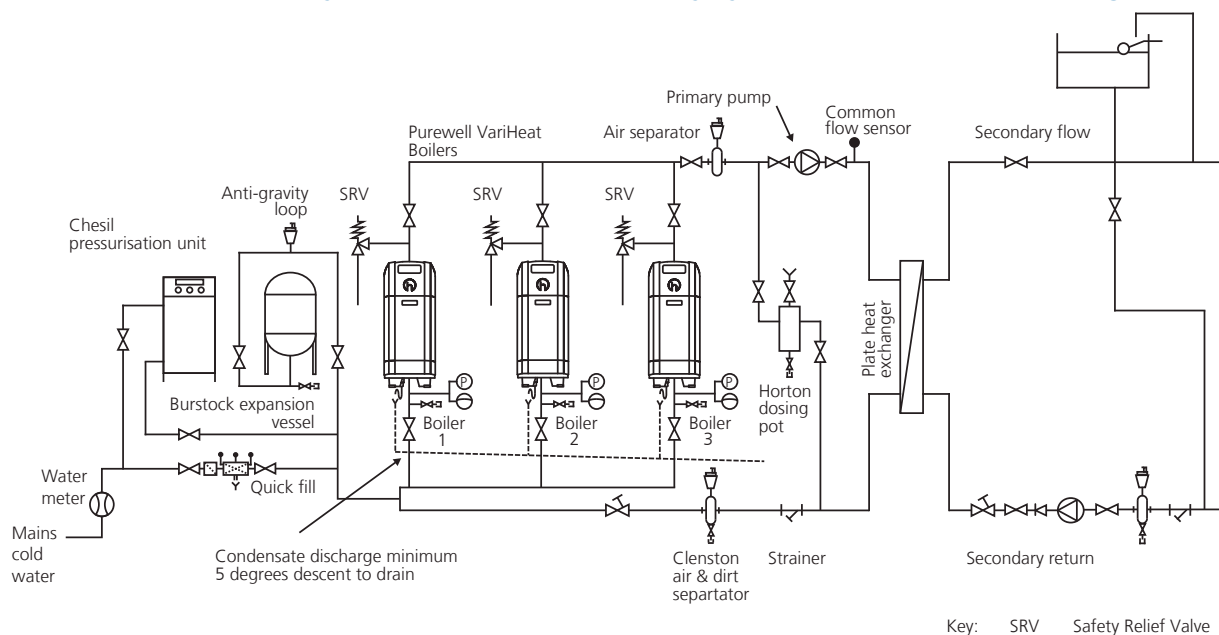 Primary pump
Common
flow sensor
Purewell VariHeat
Boilers
Air separator
Secondary flow
Anti-gravity
loop
SRV
SRV
SRV
Chesil
pressurisation unit
Plate heat
exchanger
Burstock expansion
vessel
P
P
P
Boiler
1
Boiler
2
Boiler
3
Horton
dosing
pot
Water
meter
Quick fill
Mains
cold
water
Condensate discharge minimum
5 degrees descent to drain
Clenston
air & dirt
separtator
Strainer
Secondary return
Key: SRV Safety Relief Valve